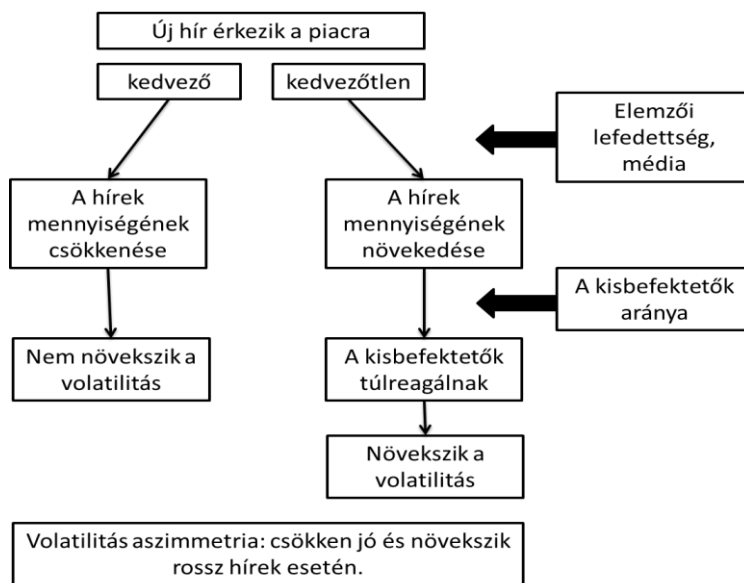 Új hír érkezik a piacra
kedvező
kedvezőtlen
Elemzői
lefedettség,
média
A hírek
mennyiségének
csökkenése
A hírek
mennyiségének
növekedése
A kisbefektetők
aránya
Nem növekszik a
volatilitás
A kisbefektetők
túlreagálnak
Növekszik a
volatilitás
Volatilitás aszimmetria: csökken jó és növekszik
rossz hírek esetén.